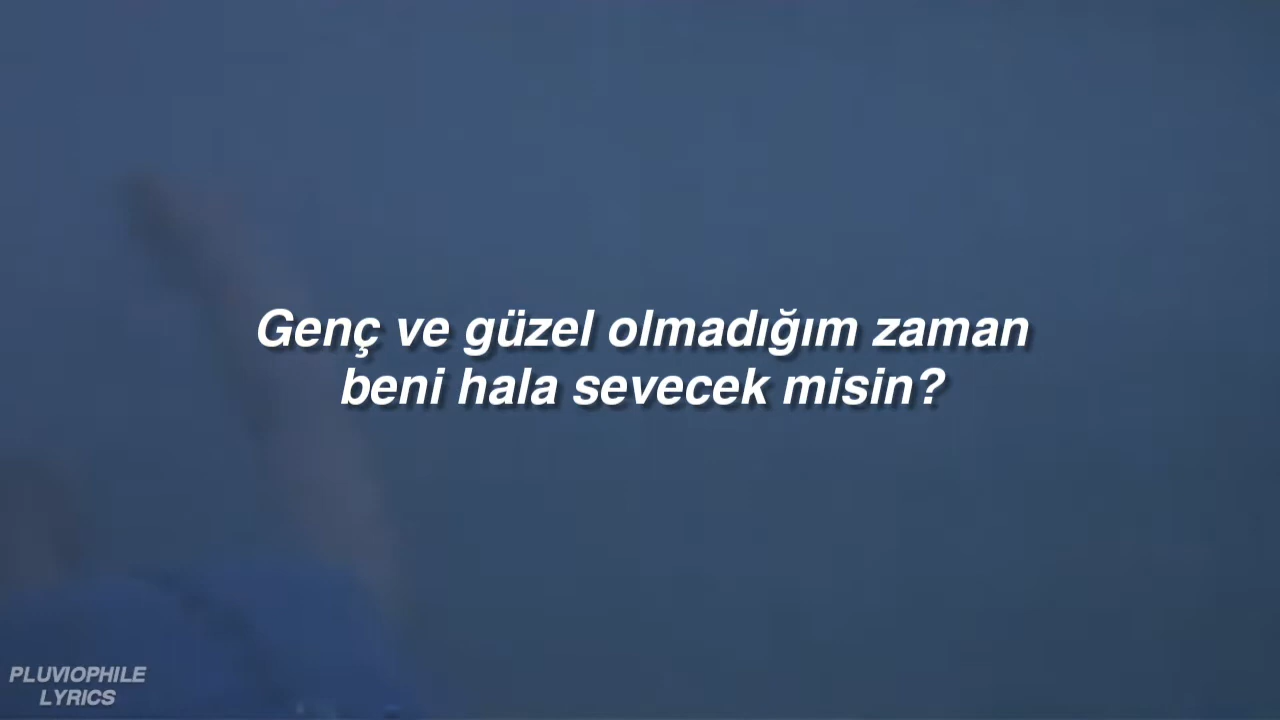 Genç ve güzel olmadığım zaman
beni hala sevecek misin?
PLUVIOPHILE
LYRICS